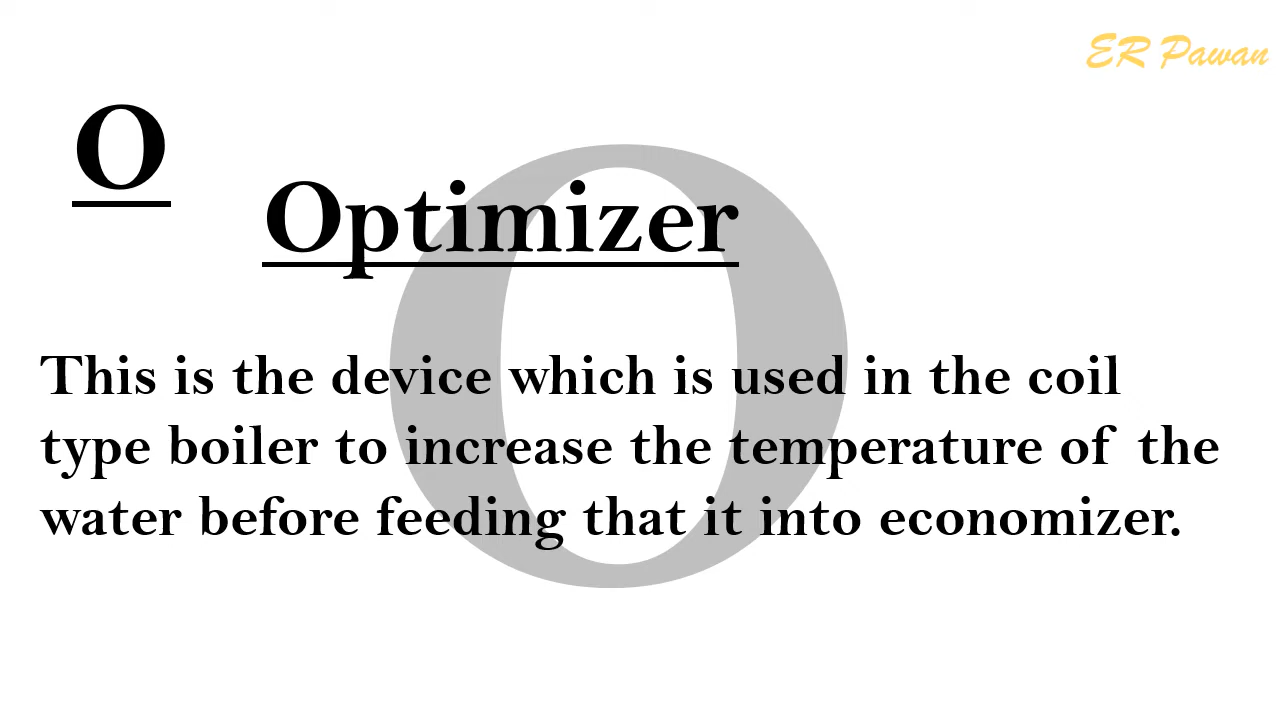 ER Pawan
O
Optimizer
This is the device which is used in the coil
type boiler to increase the temperature of the
water before feeding that it into economizer.
O